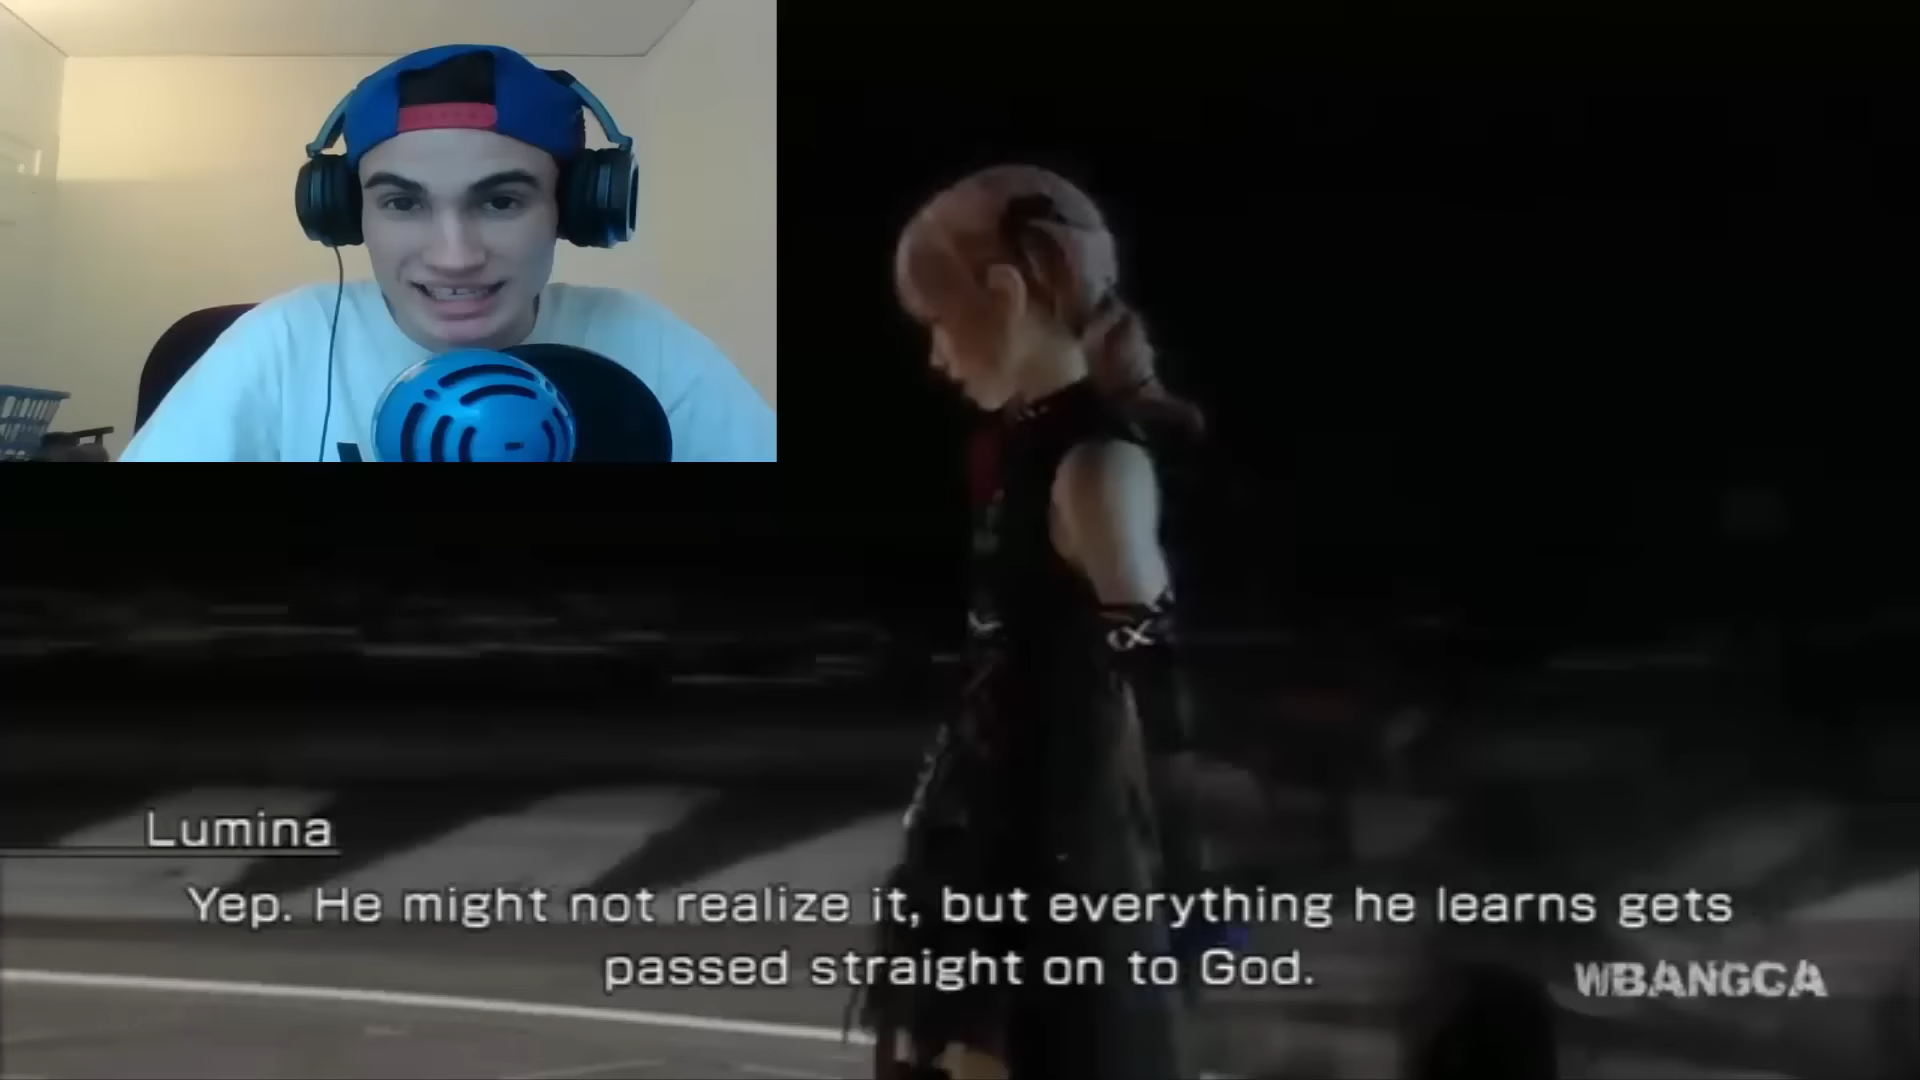 Lumina
Yep. He might not realize it, but everything he learns gets
passed straight on to God.
WBANGCA